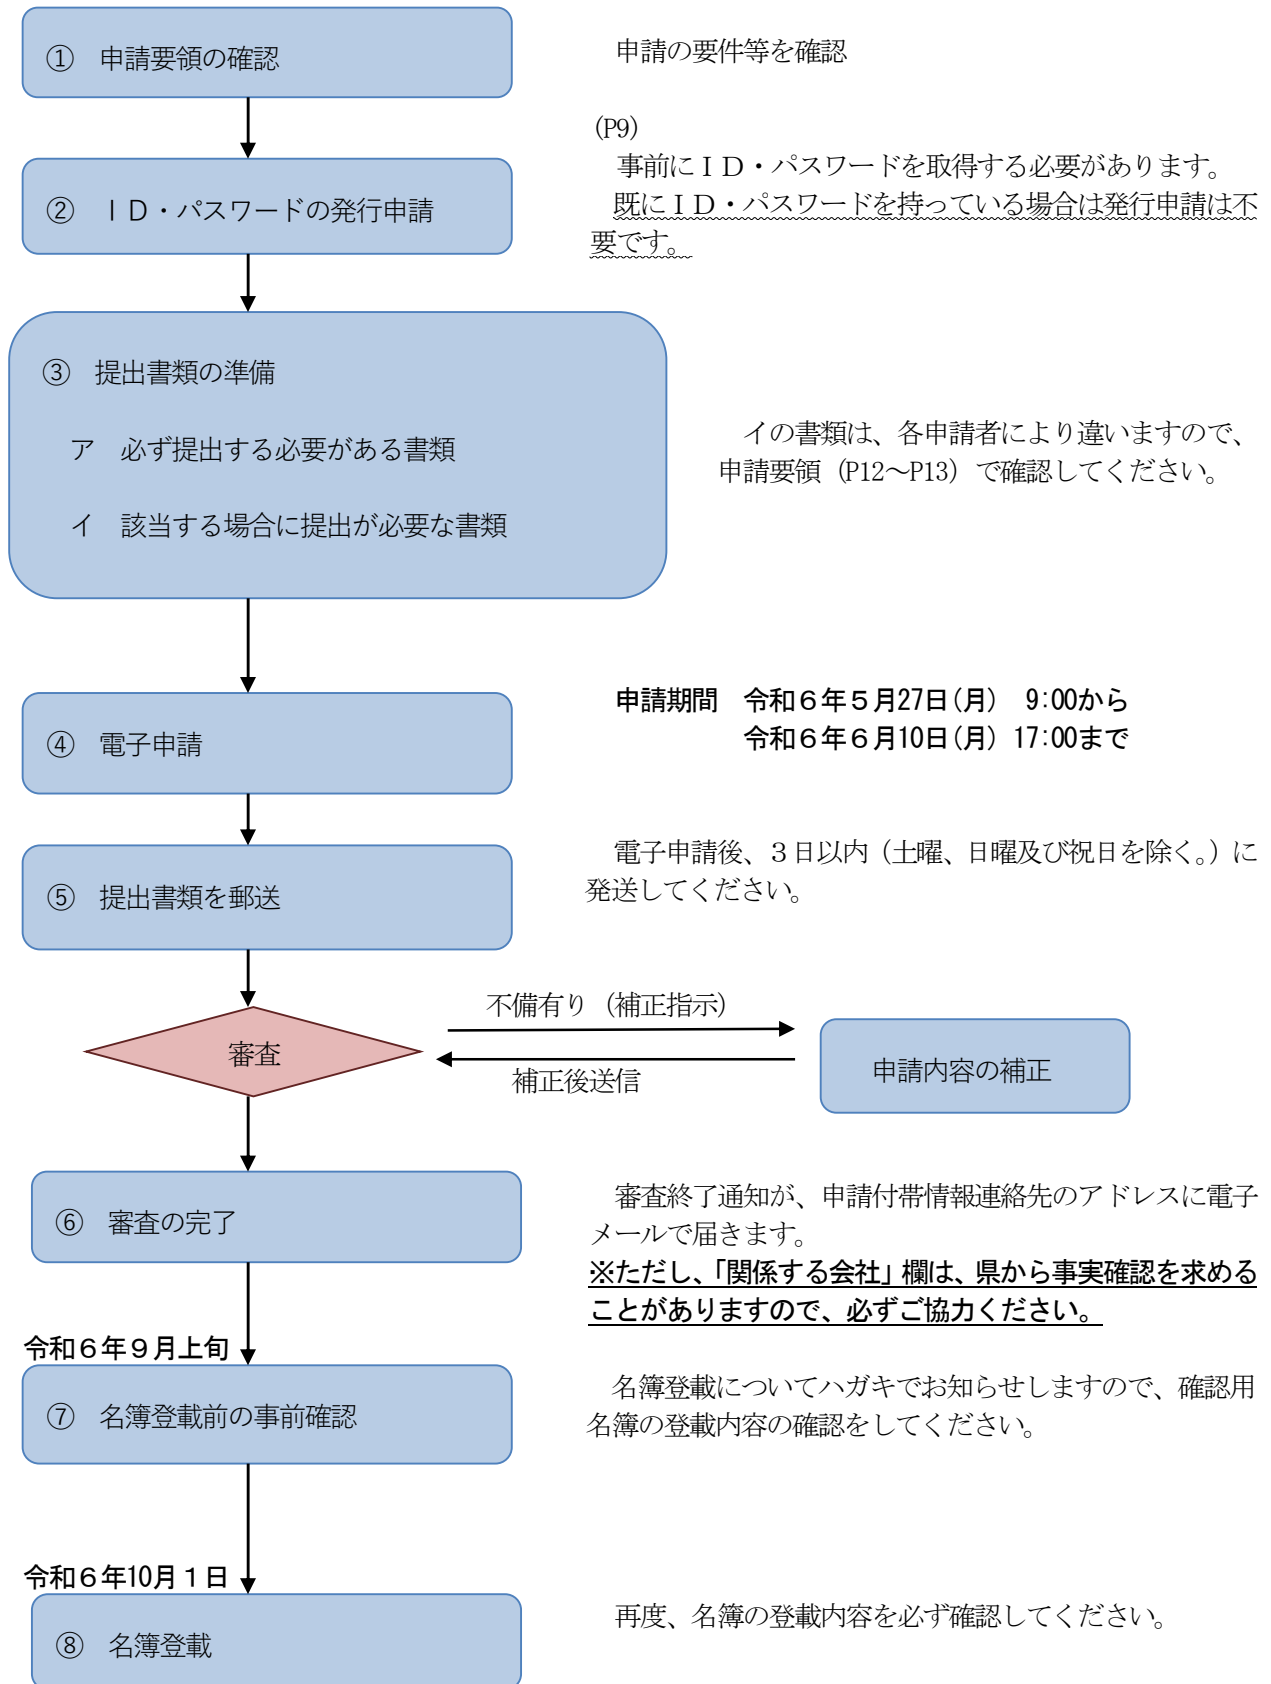 ① 申請要領の確認
申請の要件等を確認
(P9)
事前にＩＤ・パスワードを取得する必要があります。
② ＩＤ・パスワードの発行申請
既にＩＤ・パスワードを持っている場合は発行申請は不
要です。
③ 提出書類の準備
ア 必ず提出する必要がある書類
イ 該当する場合に提出が必要な書類
イの書類は、各申請者により違いますので、
申請要領（P12～P13）で確認してください。
申請期間 令和６年５月27日(月) 9:00から
令和６年６月10日(月) 17:00まで
④ 電子申請
電子申請後、３日以内（土曜、日曜及び祝日を除く。）に
発送してください。
⑤ 提出書類を郵送
不備有り（補正指示）
審査
補正後送信
申請内容の補正
⑥ 審査の完了
審査終了通知が、申請付帯情報連絡先のアドレスに電子
メールで届きます。
※ただし、「関係する会社」欄は、県から事実確認を求める
ことがありますので、必ずご協力ください。
令和６年９月上旬
⑦ 名簿登載前の事前確認
名簿登載についてハガキでお知らせしますので、確認用
名簿の登載内容の確認をしてください。
令和６年10月１日
⑧ 名簿登載
再度、名簿の登載内容を必ず確認してください。